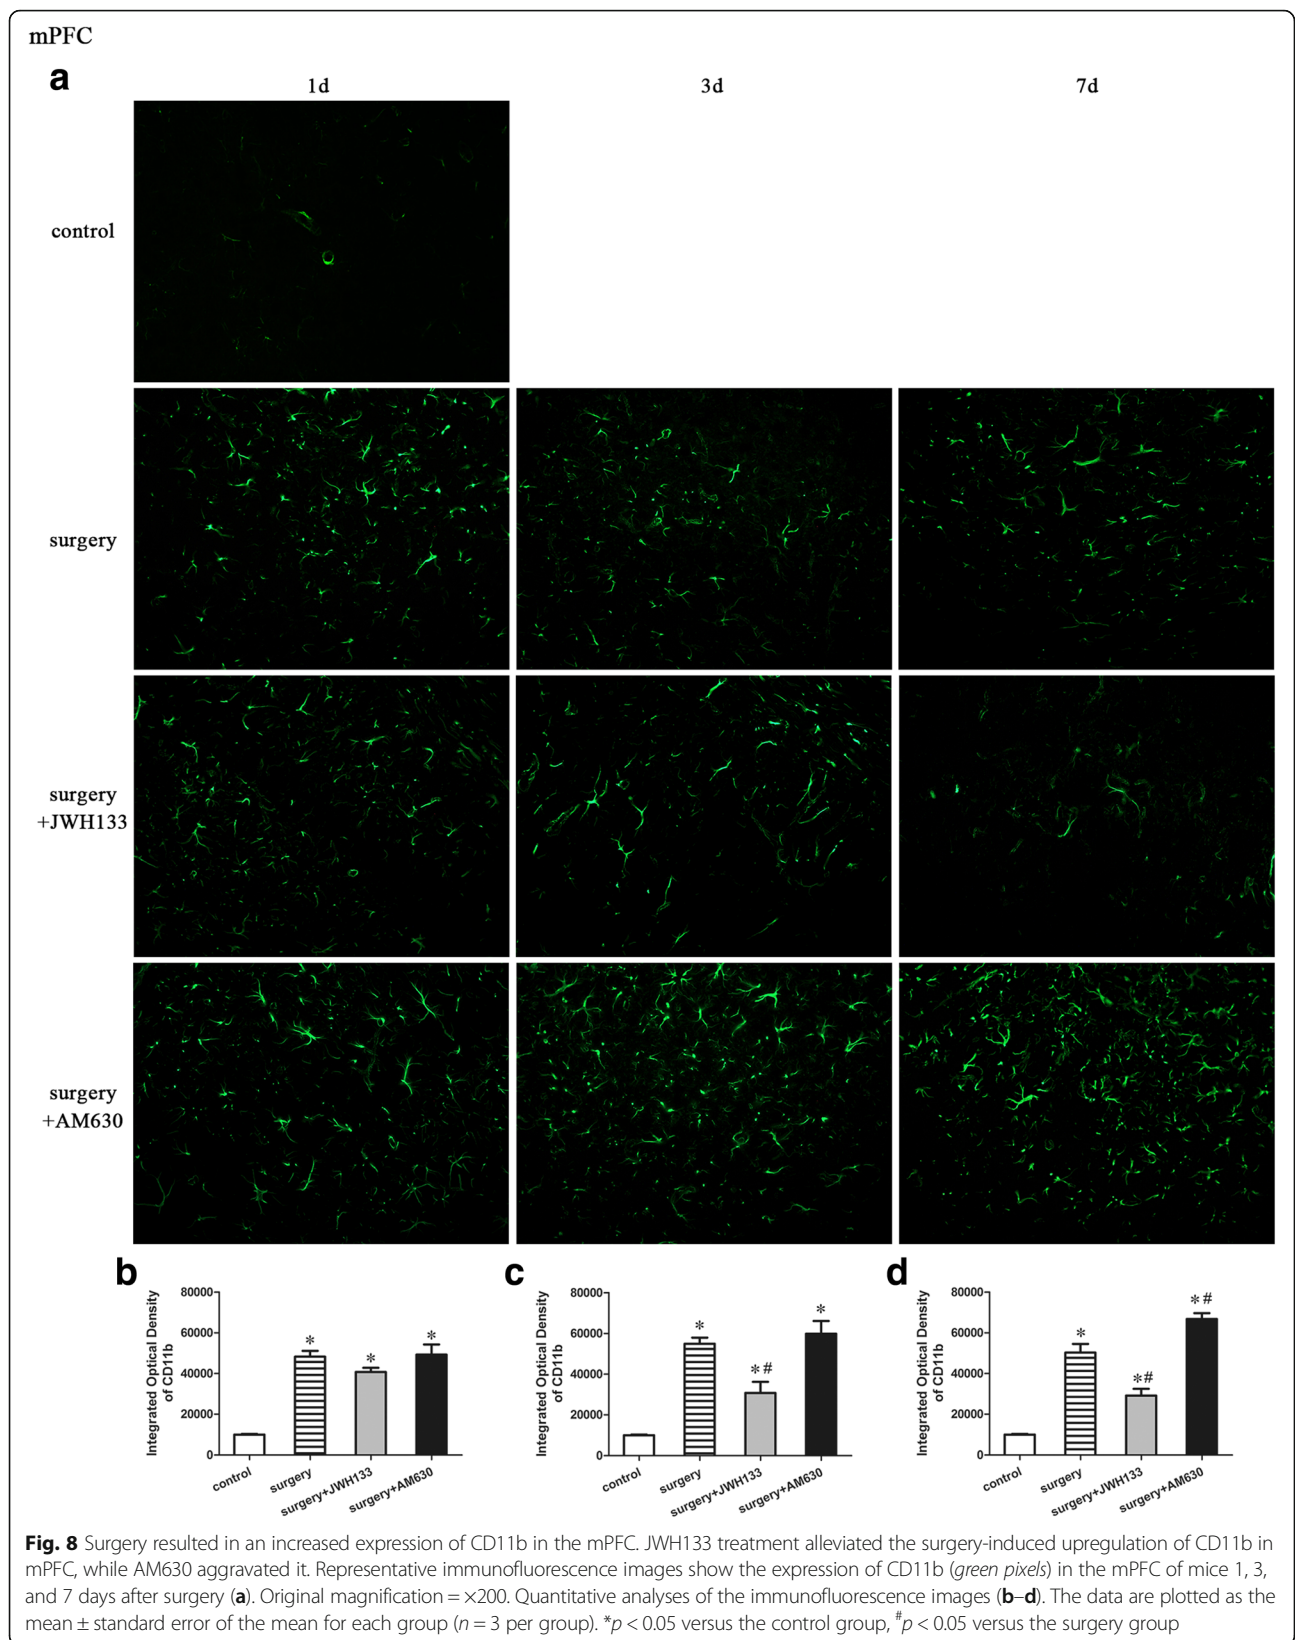 mPFC
a
1d 3d 7d
control
surgery
surgery
+JWH133
surgery
+AM630
b
Integrated Optical Density
of CD11b
80000
60000
40000
20000
0
*
*
*
control
surgery
surgery+JWH133
surgery+AM630
c
Integrated Optical Density
of CD11b
80000
60000
40000
20000
0
*
*#
*
control
surgery
surgery+JWH133
surgery+AM630
d
Integrated Optical Density
of CD11b
80000
60000
40000
20000
0
*
*#
*#
control
surgery
surgery+JWH133
surgery+AM630
Fig. 8 Surgery resulted in an increased expression of CD11b in the mPFC. JWH133 treatment alleviated the surgery-induced upregulation of CD11b in
mPFC, while AM630 aggravated it. Representative immunofluorescence images show the expression of CD11b (green pixels) in the mPFC of mice 1, 3,
and 7 days after surgery (a). Original magnification = ×200. Quantitative analyses of the immunofluorescence images (b–d). The data are plotted as the
mean ± standard error of the mean for each group (n = 3 per group). *p < 0.05 versus the control group, #p < 0.05 versus the surgery group